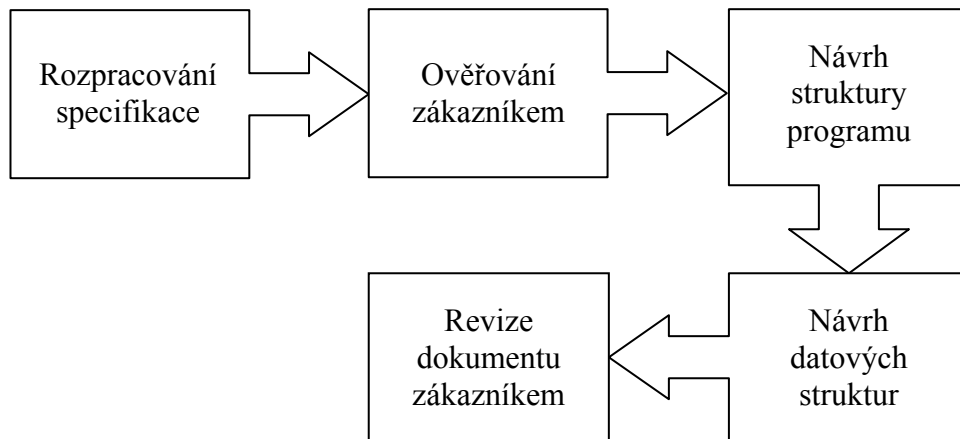 Rozpracování
specifikace
Ověřování
zákazníkem
Návrh
struktury
programu
Návrh
datových
struktur
Revize
dokumentu
zákazníkem